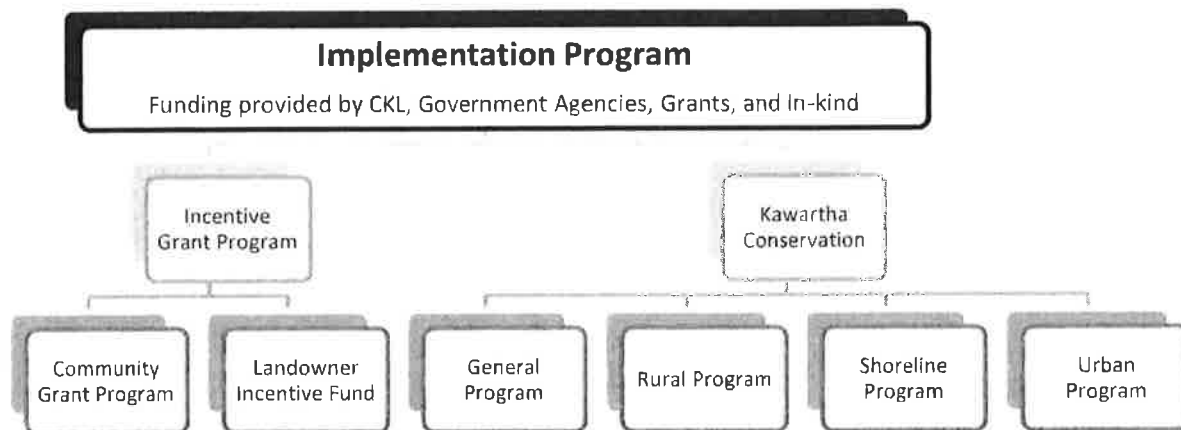 Implementation Program
Funding provided by CKL, Government Agencies, Grants, and In-kind
Incentive
Grant Program
Kawartha
Conservation
Community
Grant Program
Landowner
Incentive Fund
General
Program
Rural Program
Shoreline
Program
Urban
Program